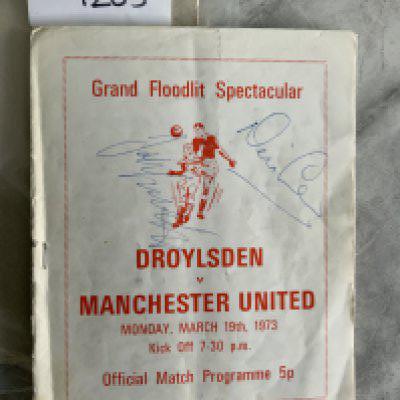 Grand Floodlit Spectacular
DROYLSDEN
v
MANCHESTER UNITED
MONDAY, MARCH 19th, 1973
Kick Off 7-30 p.m.
Official Match Programme 5p